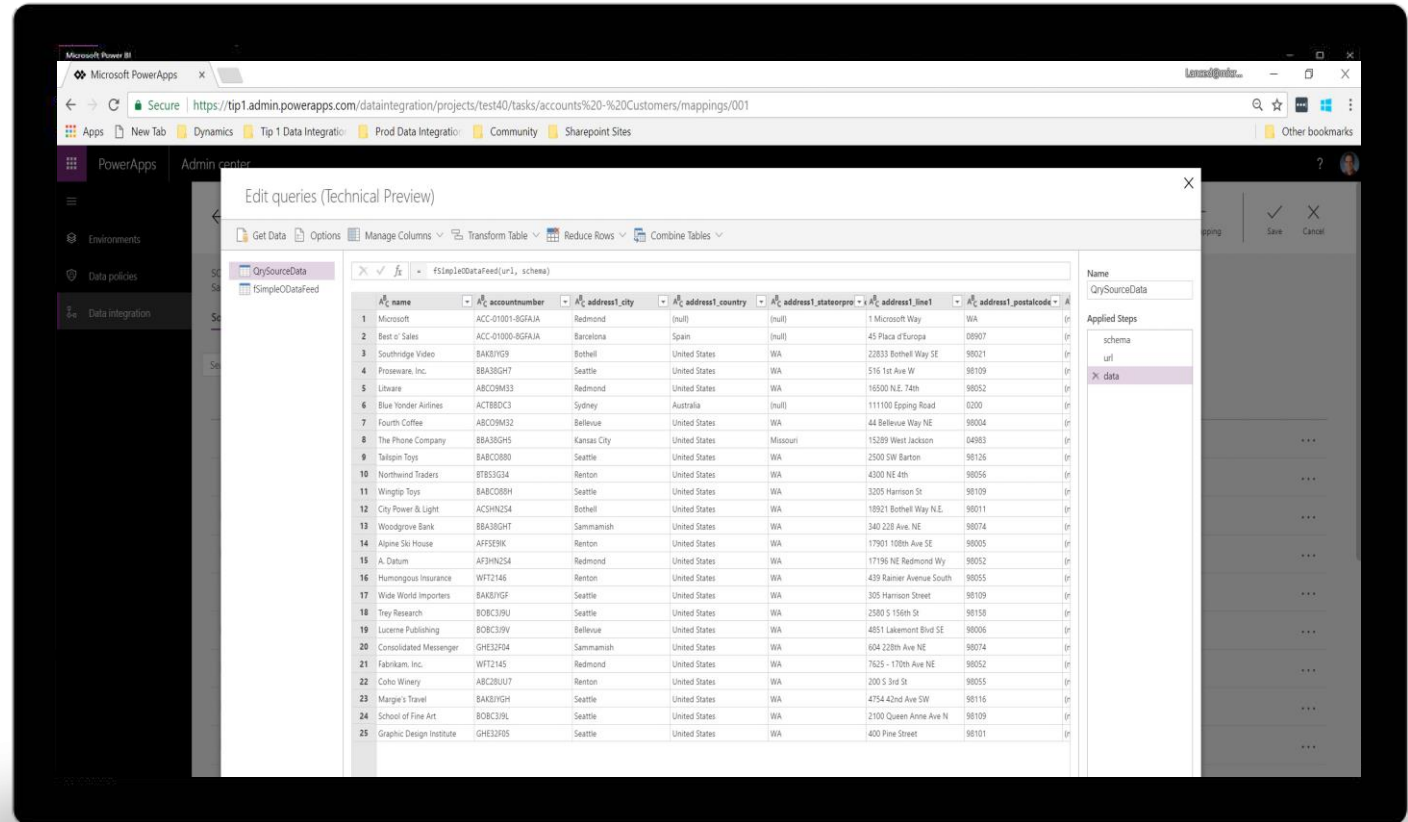 Microsoft Power BI
Microsoft PowerApps
Secure https://tip1.admin.powerapps.com/dataintegration/projects/test40/tasks/accounts%20-%20Customers/mappings/001
Apps New Tab Dynamics Tip 1 Data Integratio Prod Data Integratio Community Sharepoint Sites Other bookmarks
PowerApps Admin center ?
Edit queries (Technical Preview)
Get Data Options Manage Columns Transform Table Reduce Rows Combine Tables
Save Cancel
Environments
Data policies
Data integration
QrySourceData
fSimpleODataFeed
fx = fSimpleODataFeed(url, schema)
Name
QrySourceData
Applied Steps
schema
url
data
name accountnumber address1_city address1_country address1_stateorpro address1_line1 address1_postalcode
1 Microsoft ACC-01001-8GFAJA Redmond (null) (null) 1 Microsoft Way WA
2 Best o' Sales ACC-01000-8GFAJA Barcelona Spain (null) 45 Placa d'Europa 08907
3 Southridge Video BAK8JYG9 Bothell United States WA 22833 Bothell Way SE 98021
4 Proseware, Inc. BBA38GH7 Seattle United States WA 516 1st Ave W 98109
5 Litware ABCO9M33 Redmond United States WA 16500 N.E. 74th 98052
6 Blue Yonder Airlines ACTBBDC3 Sydney Australia (null) 111100 Epping Road 0200
7 Fourth Coffee ABCO9M32 Bellevue United States WA 44 Bellevue Way NE 98004
8 The Phone Company BBA38GH5 Kansas City United States Missouri 15289 West Jackson 04983
9 Tailspin Toys BABCO880 Seattle United States WA 2500 SW Barton 98126
10 Northwind Traders BTBS3G34 Renton United States WA 4300 NE 4th 98056
11 Wingtip Toys BABCO88H Seattle United States WA 3205 Harrison St 98109
12 City Power & Light ACSHN2S4 Bothell United States WA 18921 Bothell Way N.E. 98011
13 Woodgrove Bank BBA38GHT Sammamish United States WA 340 228 Ave. NE 98074
14 Alpine Ski House AFFSE9IK Renton United States WA 17901 108th Ave SE 98005
15 A. Datum AF3HN2S4 Redmond United States WA 17196 NE Redmond Wy 98052
16 Humongous Insurance WFT2146 Renton United States WA 439 Rainier Avenue South 98055
17 Wide World Importers BAK8JYGF Seattle United States WA 305 Harrison Street 98109
18 Trey Research BOBC3J9U Seattle United States WA 2580 S 156th St 98158
19 Lucerne Publishing BOBC3J9V Bellevue United States WA 4851 Lakemont Blvd SE 98006
20 Consolidated Messenger GHE32F04 Sammamish United States WA 604 228th Ave NE 98074
21 Fabrikam, Inc. WFT2145 Redmond United States WA 7625 - 170th Ave NE 98052
22 Coho Winery ABC28UU7 Renton United States WA 200 S 3rd St 98055
23 Margie's Travel BAK8JYGH Seattle United States WA 4754 42nd Ave SW 98116
24 School of Fine Art BOBC3J9L Seattle United States WA 2100 Queen Anne Ave N 98109
25 Graphic Design Institute GHE32F05 Seattle United States WA 400 Pine Street 98101